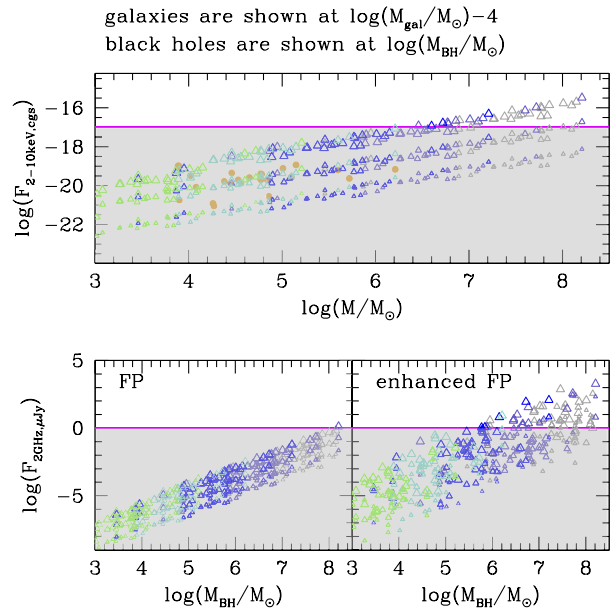 galaxies are shown at log(M_gal/M_⊙)−4
black holes are shown at log(M_BH/M_⊙)
−16
−18
−20
−22
log(F_2−10keV,cgs)
3 4 5 6 7 8
log(M/M_⊙)
FP enhanced FP
5
0
−5
log(F_2GHz,μJy)
3 4 5 6 7 8 3 4 5 6 7 8
log(M_BH/M_⊙) log(M_BH/M_⊙)